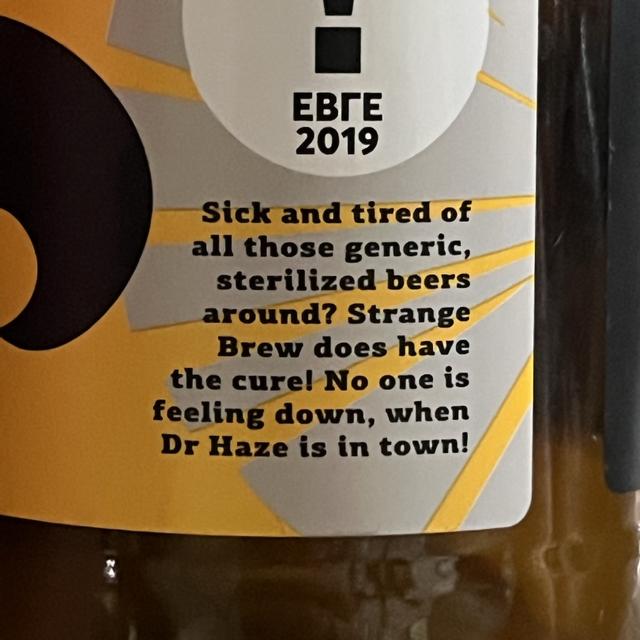 ΕΒΓΕ
2019
Sick and tired of
all those generic,
sterilized beers
around? Strange
Brew does have
the cure! No one is
feeling down, when
Dr Haze is in town!